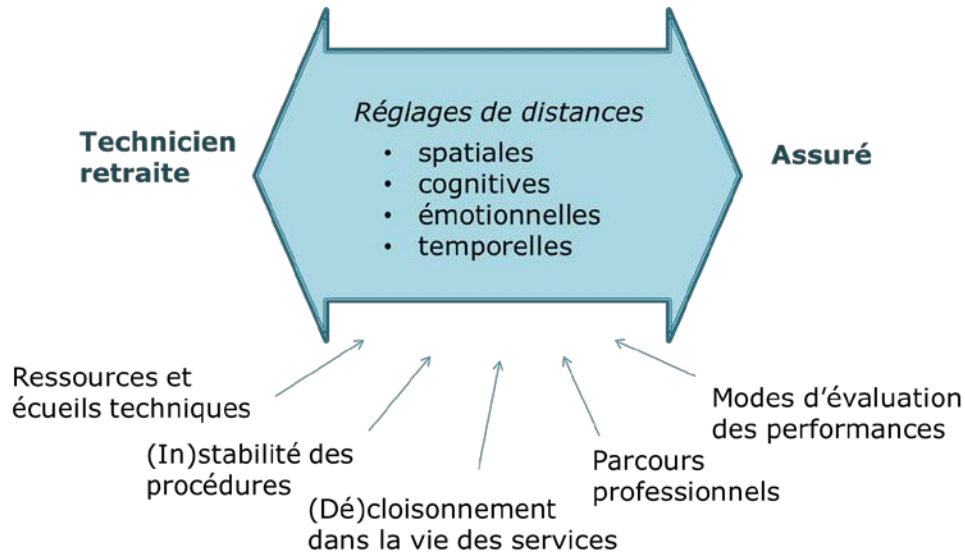 Réglages de distances
Technicien
retraite
• spatiales
• cognitives
• émotionnelles
• temporelles
Assuré
Ressources et
écueils techniques
(In)stabilité des
procédures
(Dé)cloisonnement
dans la vie des services
Parcours
professionnels
Modes d’évaluation
des performances